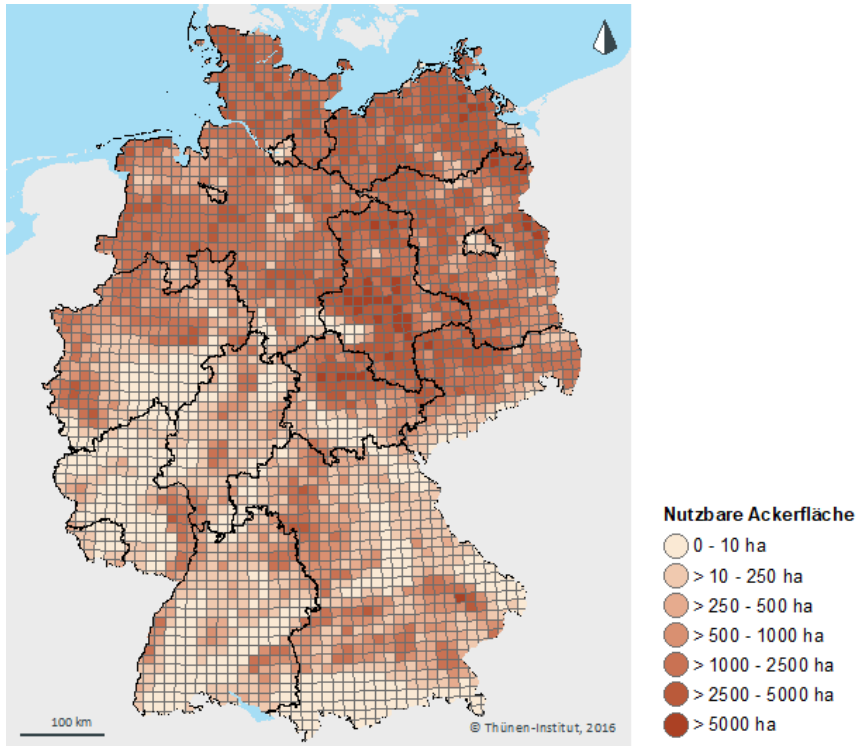 Nutzbare Ackerfläche
0 - 10 ha
> 10 - 250 ha
> 250 - 500 ha
> 500 - 1000 ha
> 1000 - 2500 ha
> 2500 - 5000 ha
> 5000 ha
100 km
© Thünen-Institut, 2016